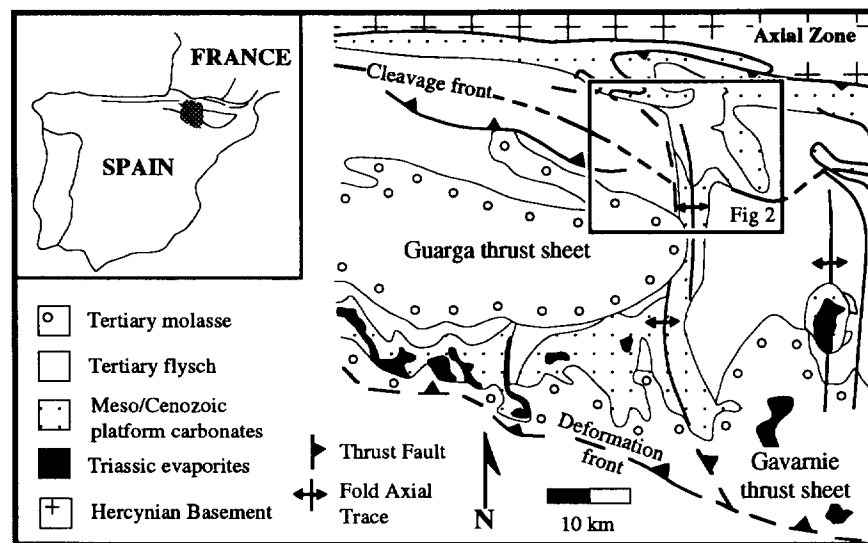 FRANCE
SPAIN
Axial Zone
Cleavage front
Fig 2
Guarga thrust sheet
Tertiary molasse
Tertiary flysch
Meso/Cenozoic
platform carbonates
Triassic evaporites
Hercynian Basement
Thrust Fault
Fold Axial
Trace
N
10 km
Deformation
front
Gavarnie
thrust sheet